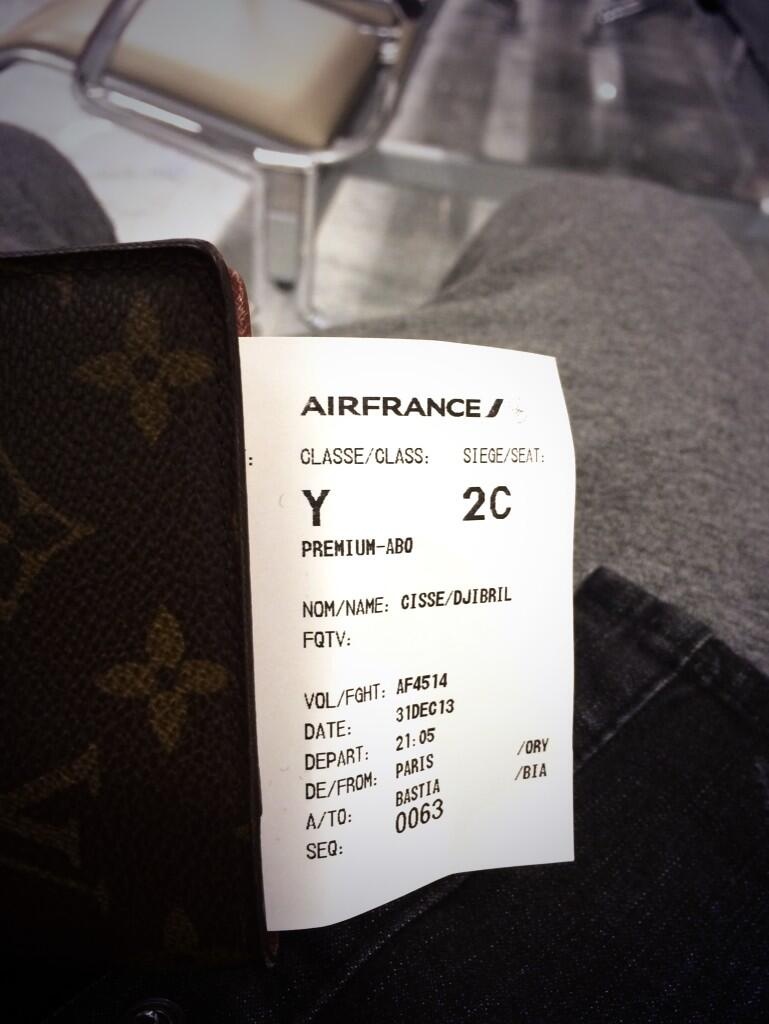 AIRFRANCE
: CLASSE/CLASS: SIEGE/SEAT:
Y 2C
PREMIUM-ABO
NOM/NAME: CISSE/DJIBRIL
FQTV:
VOL/FGHT: AF4514
DATE: 31DEC13
DEPART: 21:05
DE/FROM: PARIS /ORY
A/TO: BASTIA /BIA
SEQ: 0063